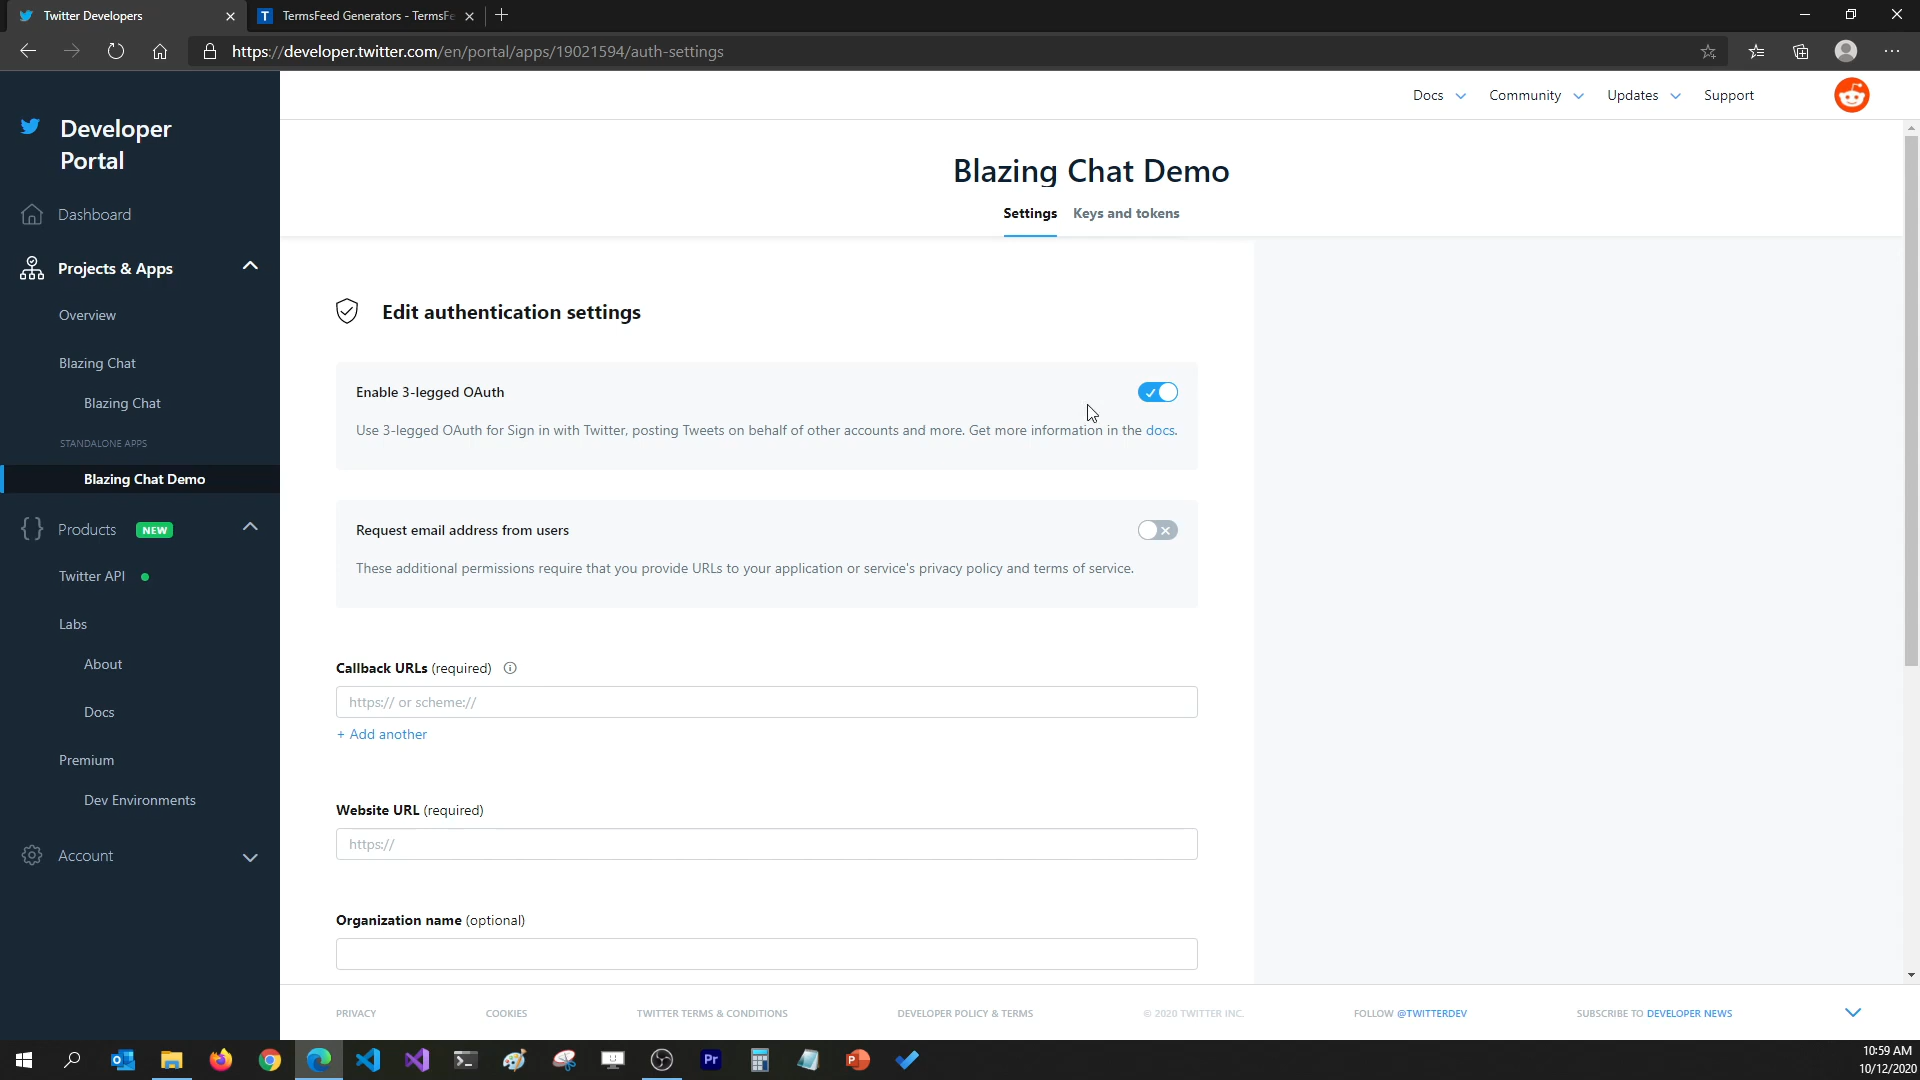 Twitter Developers
TermsFeed Generators - TermsFe
https://developer.twitter.com/en/portal/apps/19021594/auth-settings
Developer
Portal
Docs
Community
Updates
Support
Dashboard
Projects & Apps
Overview
Blazing Chat
Blazing Chat
STANDALONE APPS
Blazing Chat Demo
Products
NEW
Twitter API
Labs
About
Docs
Premium
Dev Environments
Account
Blazing Chat Demo
Settings
Keys and tokens
Edit authentication settings
Enable 3-legged OAuth
Use 3-legged OAuth for Sign in with Twitter, posting Tweets on behalf of other accounts and more. Get more information in the docs.
Request email address from users
These additional permissions require that you provide URLs to your application or service's privacy policy and terms of service.
Callback URLs (required)
https:// or scheme://
+ Add another
Website URL (required)
https://
Organization name (optional)
PRIVACY
COOKIES
TWITTER TERMS & CONDITIONS
DEVELOPER POLICY & TERMS
© 2020 TWITTER INC.
FOLLOW @TWITTERDEV
SUBSCRIBE TO DEVELOPER NEWS
10:59 AM
10/12/2020